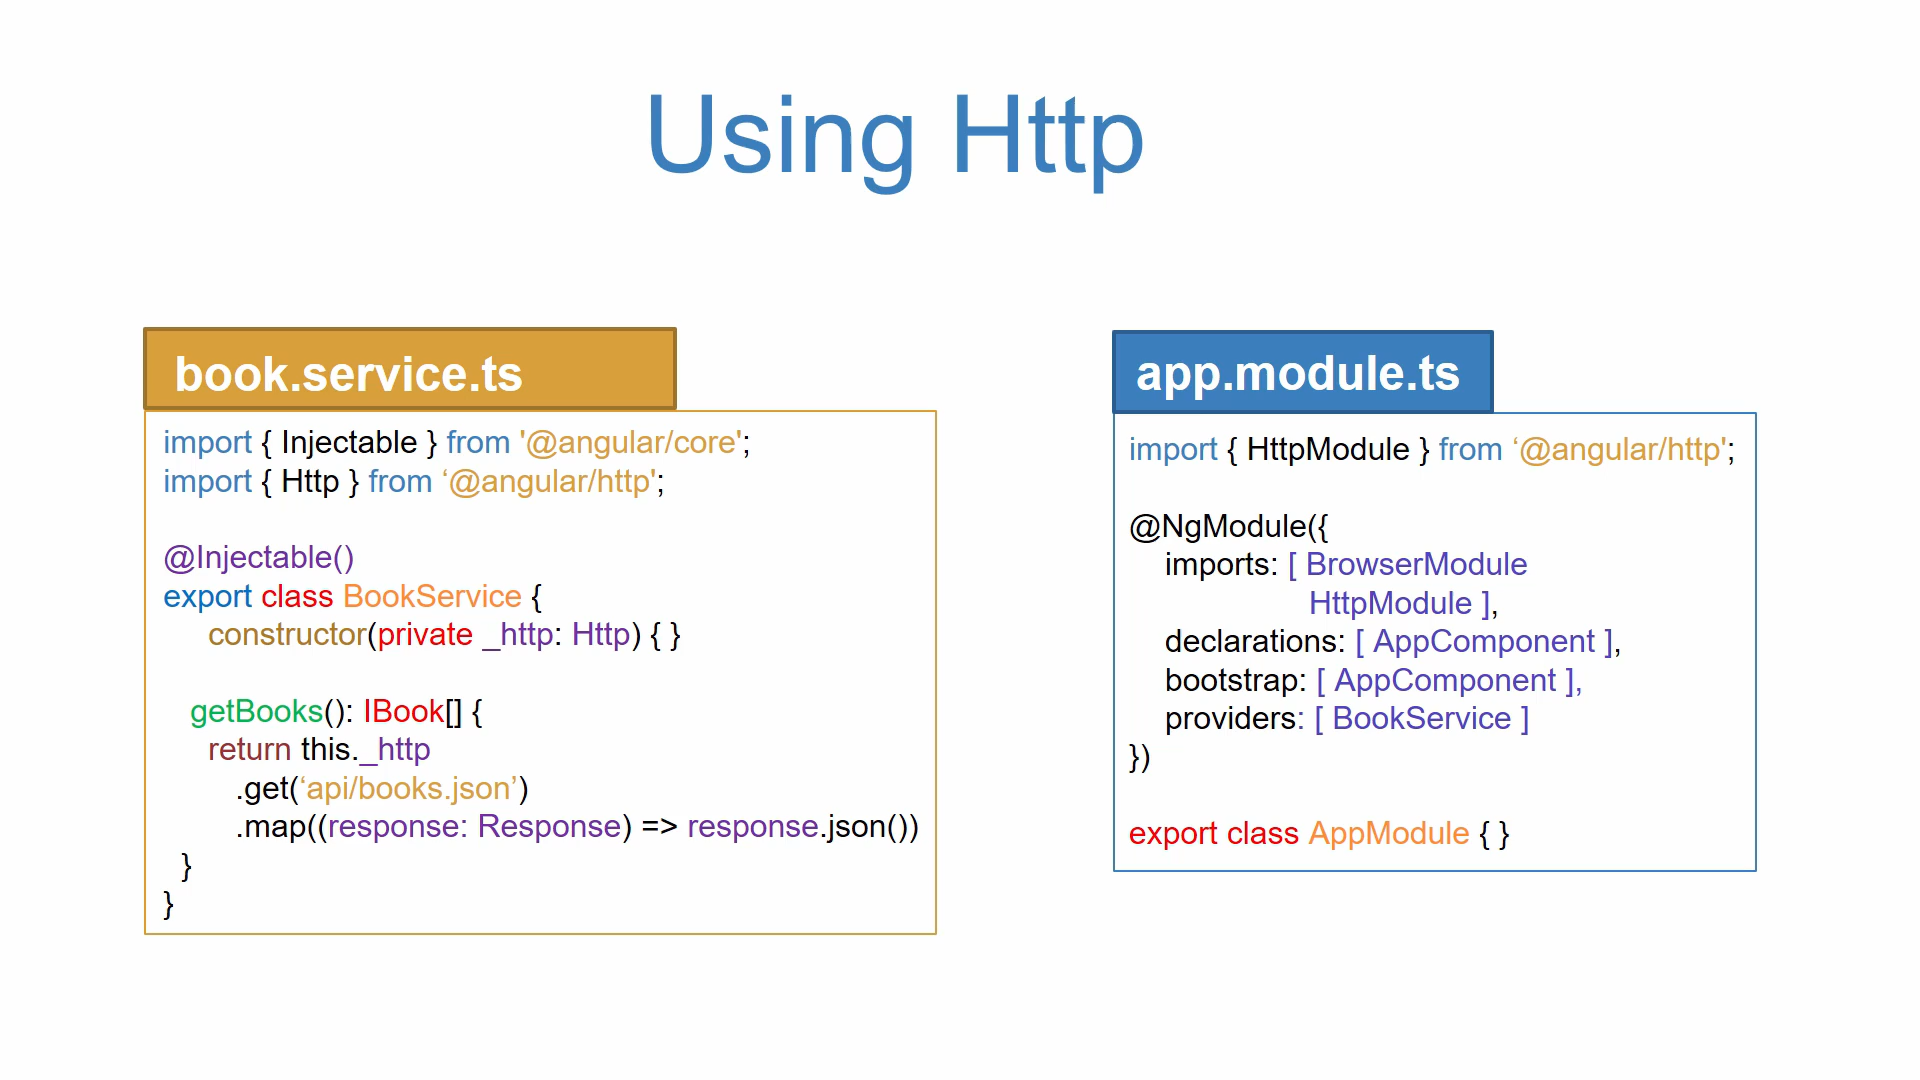 Using Http
book.service.ts
import { Injectable } from '@angular/core';
import { Http } from ‘@angular/http';
@Injectable()
export class BookService {
constructor(private _http: Http) { }
getBooks(): IBook[] {
return this._http
.get(‘api/books.json’)
.map((response: Response) => response.json())
}
}
app.module.ts
import { HttpModule } from ‘@angular/http';
@NgModule({
imports: [ BrowserModule
HttpModule ],
declarations: [ AppComponent ],
bootstrap: [ AppComponent ],
providers: [ BookService ]
})
export class AppModule { }